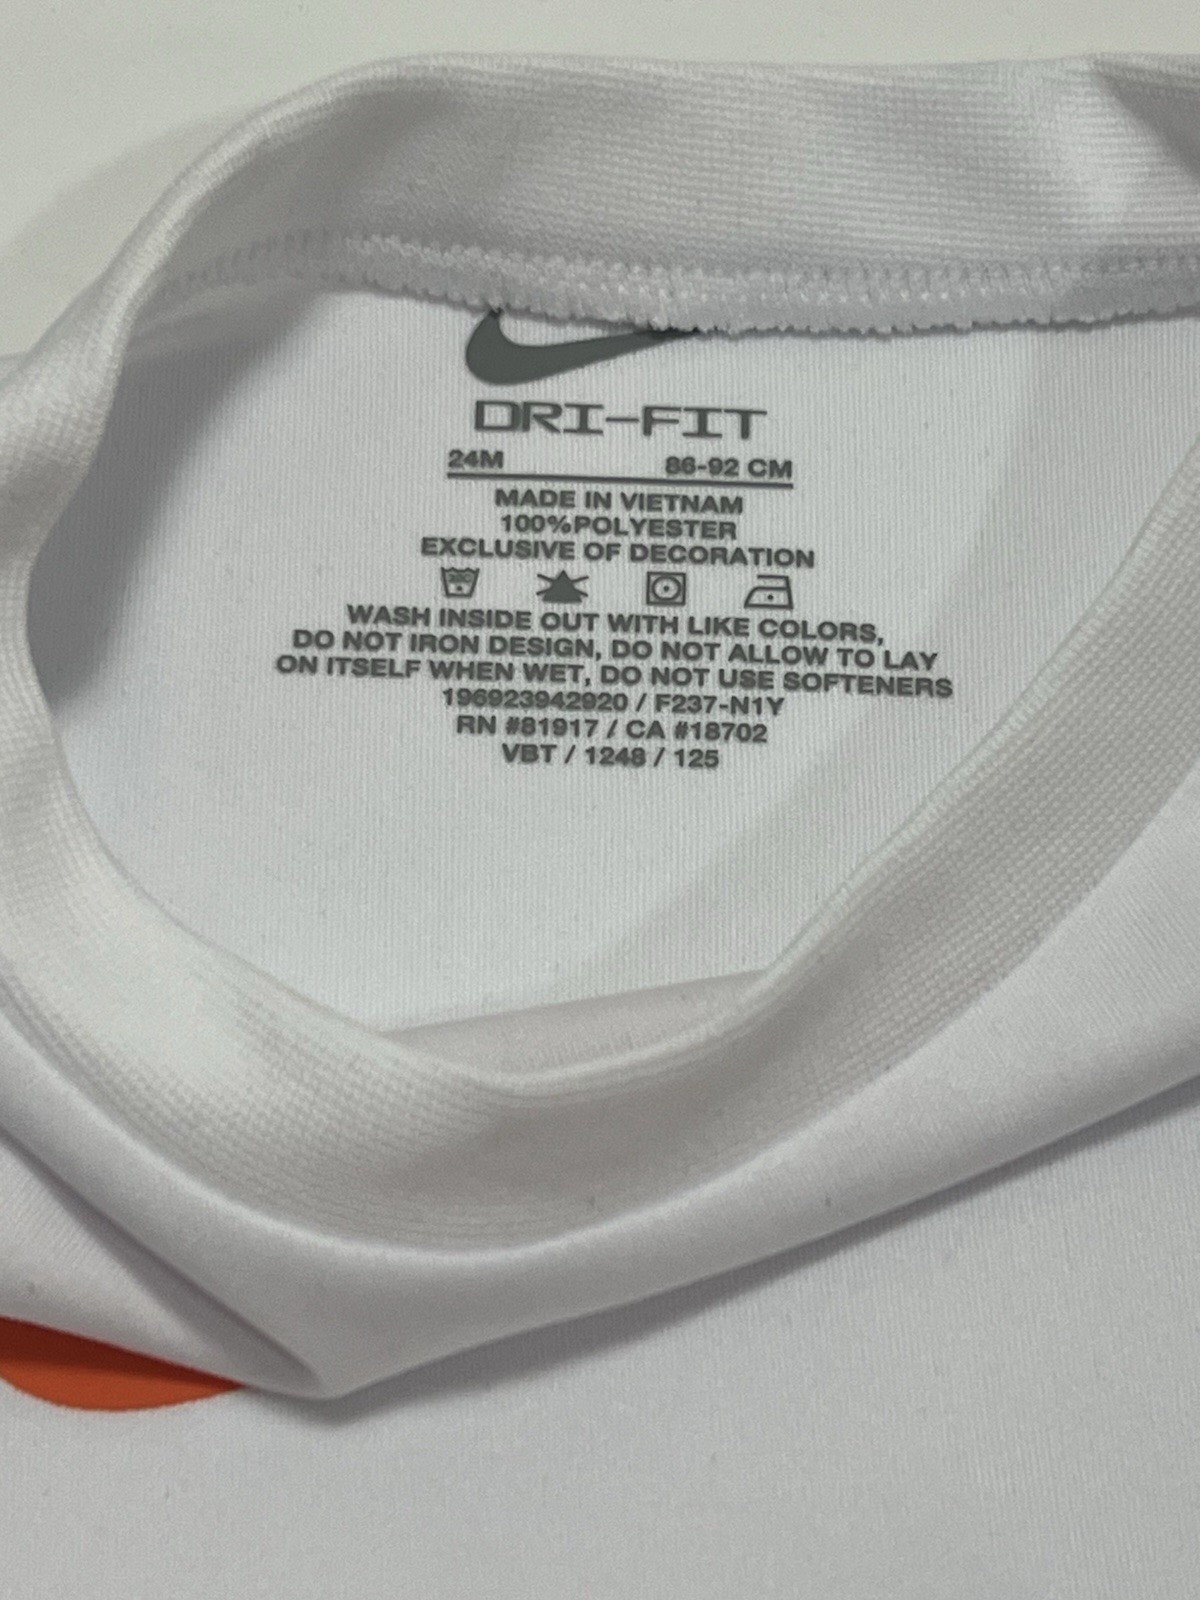 DRI-FIT
24M 86-92 CM
MADE IN VIETNAM
100%POLYESTER
EXCLUSIVE OF DECORATION
WASH INSIDE OUT WITH LIKE COLORS,
DO NOT IRON DESIGN, DO NOT ALLOW TO LAY
ON ITSELF WHEN WET, DO NOT USE SOFTENERS
196923942920 / F237-N1Y
RN #81917 / CA #18702
VBT / 1248 / 125